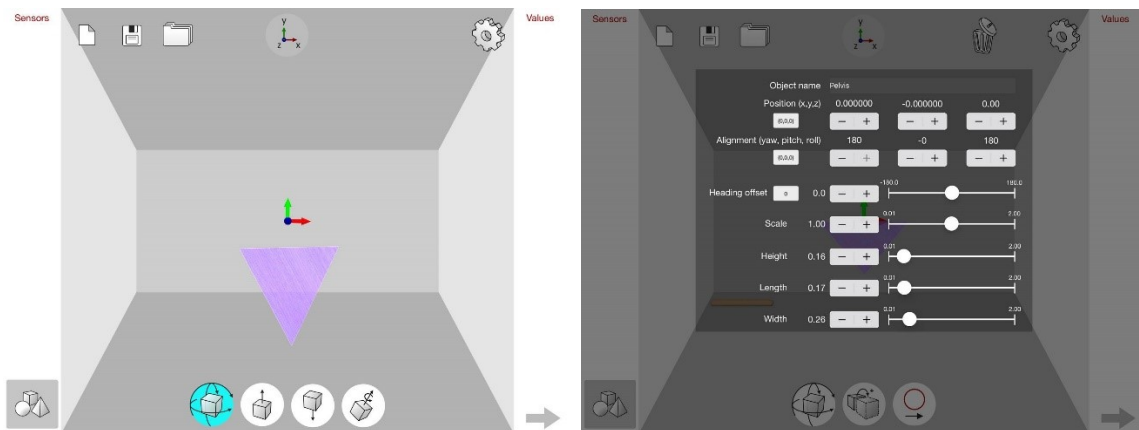 Sensors
Values
y
z x
Sensors
Values
y
z x
Object name Pelvis
Position (x,y,z) 0.000000 -0.000000 0.00
(0,0,0) − + − + − +
Alignment (yaw, pitch, roll) 180 -0 180
(0,0,0) − + − + − +
-180.0 180.0
Heading offset 0 0.0 − +
0.01 2.00
Scale 1.00 − +
0.01 2.00
Height 0.16 − +
0.01 2.00
Length 0.17 − +
0.01 2.00
Width 0.26 − +